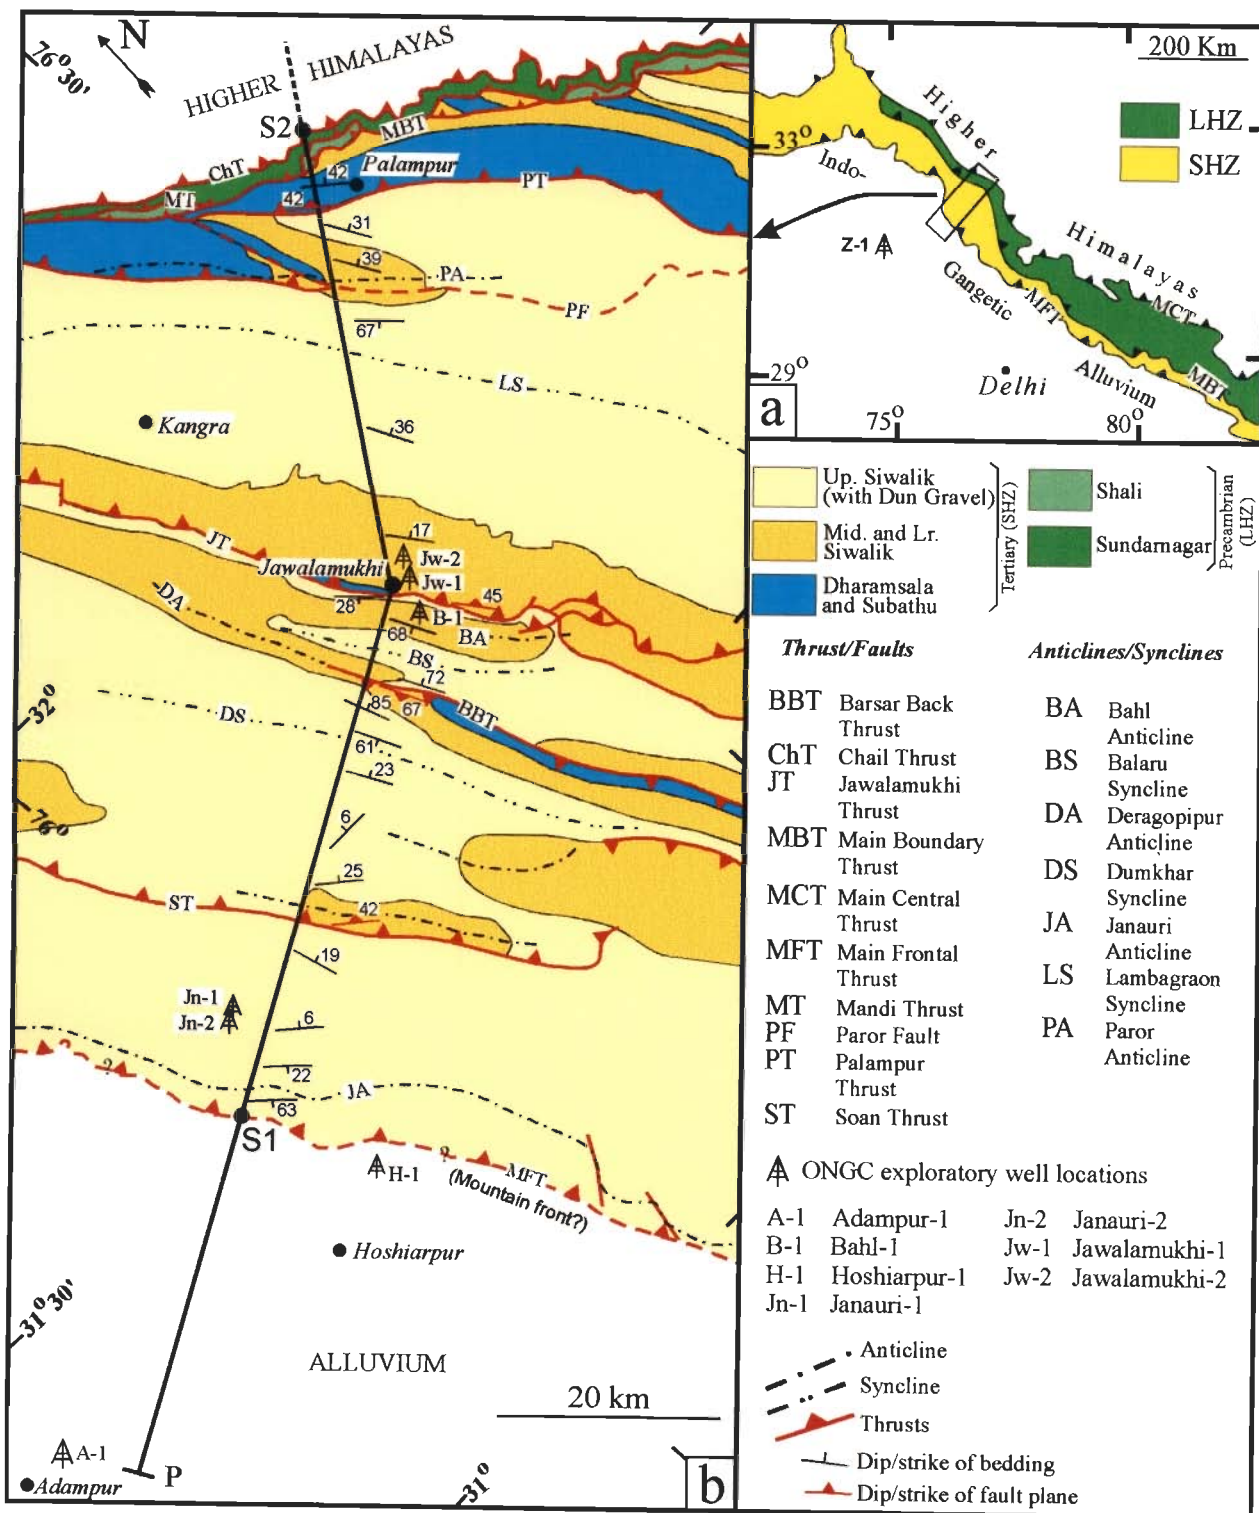 N
76° 30'
HIGHER HIMALAYAS
S2
MBT
ChT
42
Palampur
MT
42
PT
31
39
PA
PF
67
LS
Kangra
36
17
JT
Jw-2
Jawalamukhi
Jw-1
45
DA
28
B-1
68
BA
BS
72
32°
DS
85
67
BBT
61
23
76°
6
25
ST
42
19
Jn-1
Jn-2
6
?
?
22
JA
63
S1
?
MFT
H-1
(Mountain front?)
Hoshiarpur
31° 30'
ALLUVIUM
20 km
A-1
P
Adampur
31°
b
200 Km
Higher
LHZ
33°
SHZ
Indo-
Z-1
Himalayas
Gangetic
MFT
MCT
29°
Delhi
Alluvium
MBT
a
75°
80°
Up. Siwalik
(with Dun Gravel)
Mid. and Lr.
Siwalik
Dharamsala
and Subathu
Tertiary (SHZ)
Shali
Sundarnagar
Precambrian
(LHZ)
Thrust/Faults
BBT Barsar Back
Thrust
ChT Chail Thrust
JT Jawalamukhi
Thrust
MBT Main Boundary
Thrust
MCT Main Central
Thrust
MFT Main Frontal
Thrust
MT Mandi Thrust
PF Paror Fault
PT Palampur
Thrust
ST Soan Thrust
Anticlines/Synclines
BA Bahl
Anticline
BS Balaru
Syncline
DA Deragopipur
Anticline
DS Dumkhar
Syncline
JA Janauri
Anticline
LS Lambagraon
Syncline
PA Paror
Anticline
ONGC exploratory well locations
A-1 Adampur-1 Jn-2 Janauri-2
B-1 Bahl-1 Jw-1 Jawalamukhi-1
H-1 Hoshiarpur-1 Jw-2 Jawalamukhi-2
Jn-1 Janauri-1
Anticline
Syncline
Thrusts
Dip/strike of bedding
Dip/strike of fault plane